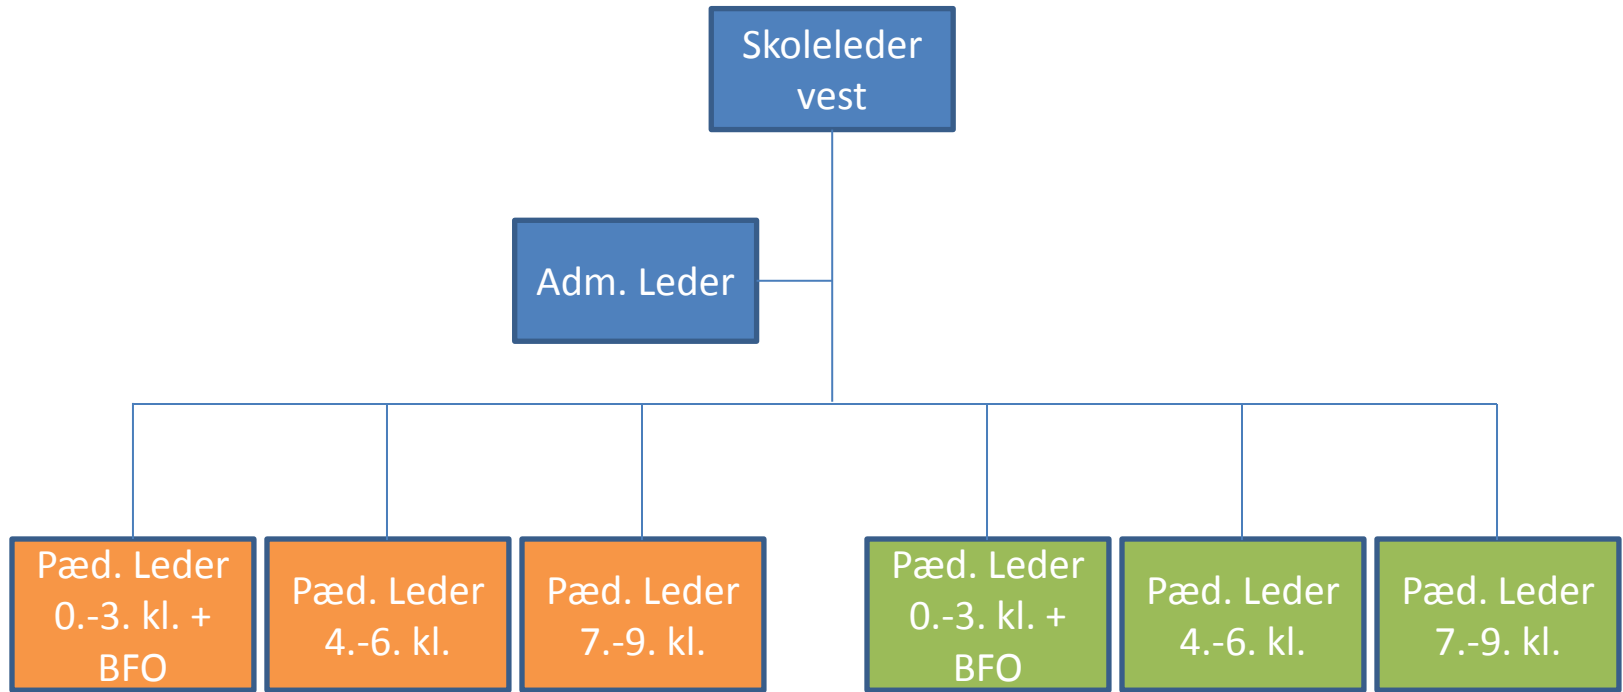 Skoleleder
vest
Adm. Leder
Pæd. Leder
0.-3. kl. +
BFO
Pæd. Leder
4.-6. kl.
Pæd. Leder
7.-9. kl.
Pæd. Leder
0.-3. kl. +
BFO
Pæd. Leder
4.-6. kl.
Pæd. Leder
7.-9. kl.